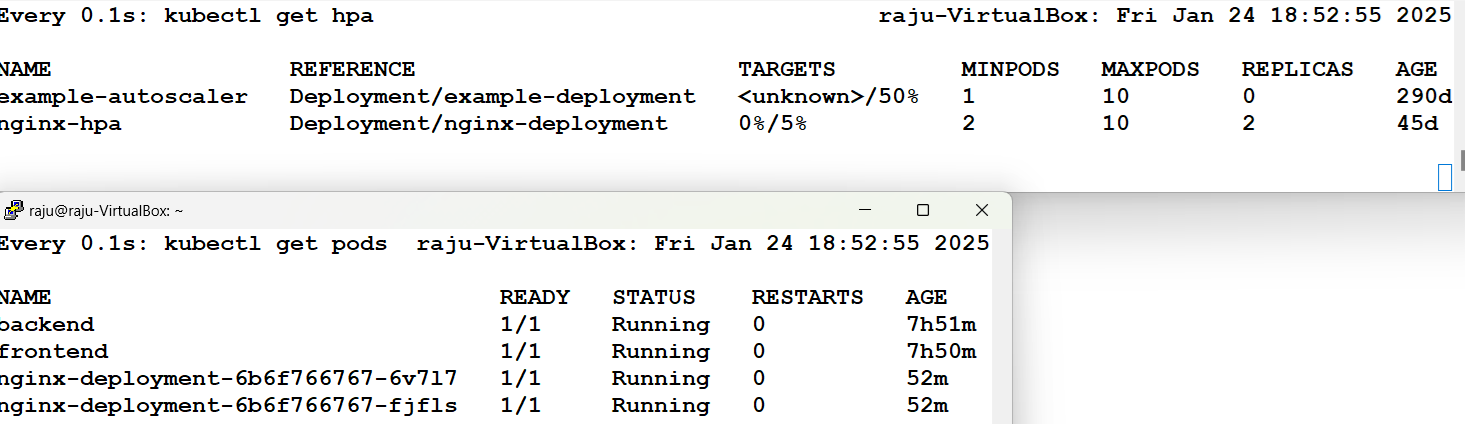 Every 0.1s: kubectl get hpa raju-VirtualBox: Fri Jan 24 18:52:55 2025
NAME REFERENCE TARGETS MINPODS MAXPODS REPLICAS AGE
example-autoscaler Deployment/example-deployment <unknown>/50% 1 10 0 290d
nginx-hpa Deployment/nginx-deployment 0%/5% 2 10 2 45d
raju@raju-VirtualBox: ~
Every 0.1s: kubectl get pods raju-VirtualBox: Fri Jan 24 18:52:55 2025
NAME READY STATUS RESTARTS AGE
backend 1/1 Running 0 7h51m
frontend 1/1 Running 0 7h50m
nginx-deployment-6b6f766767-6v7l7 1/1 Running 0 52m
nginx-deployment-6b6f766767-fjfls 1/1 Running 0 52m